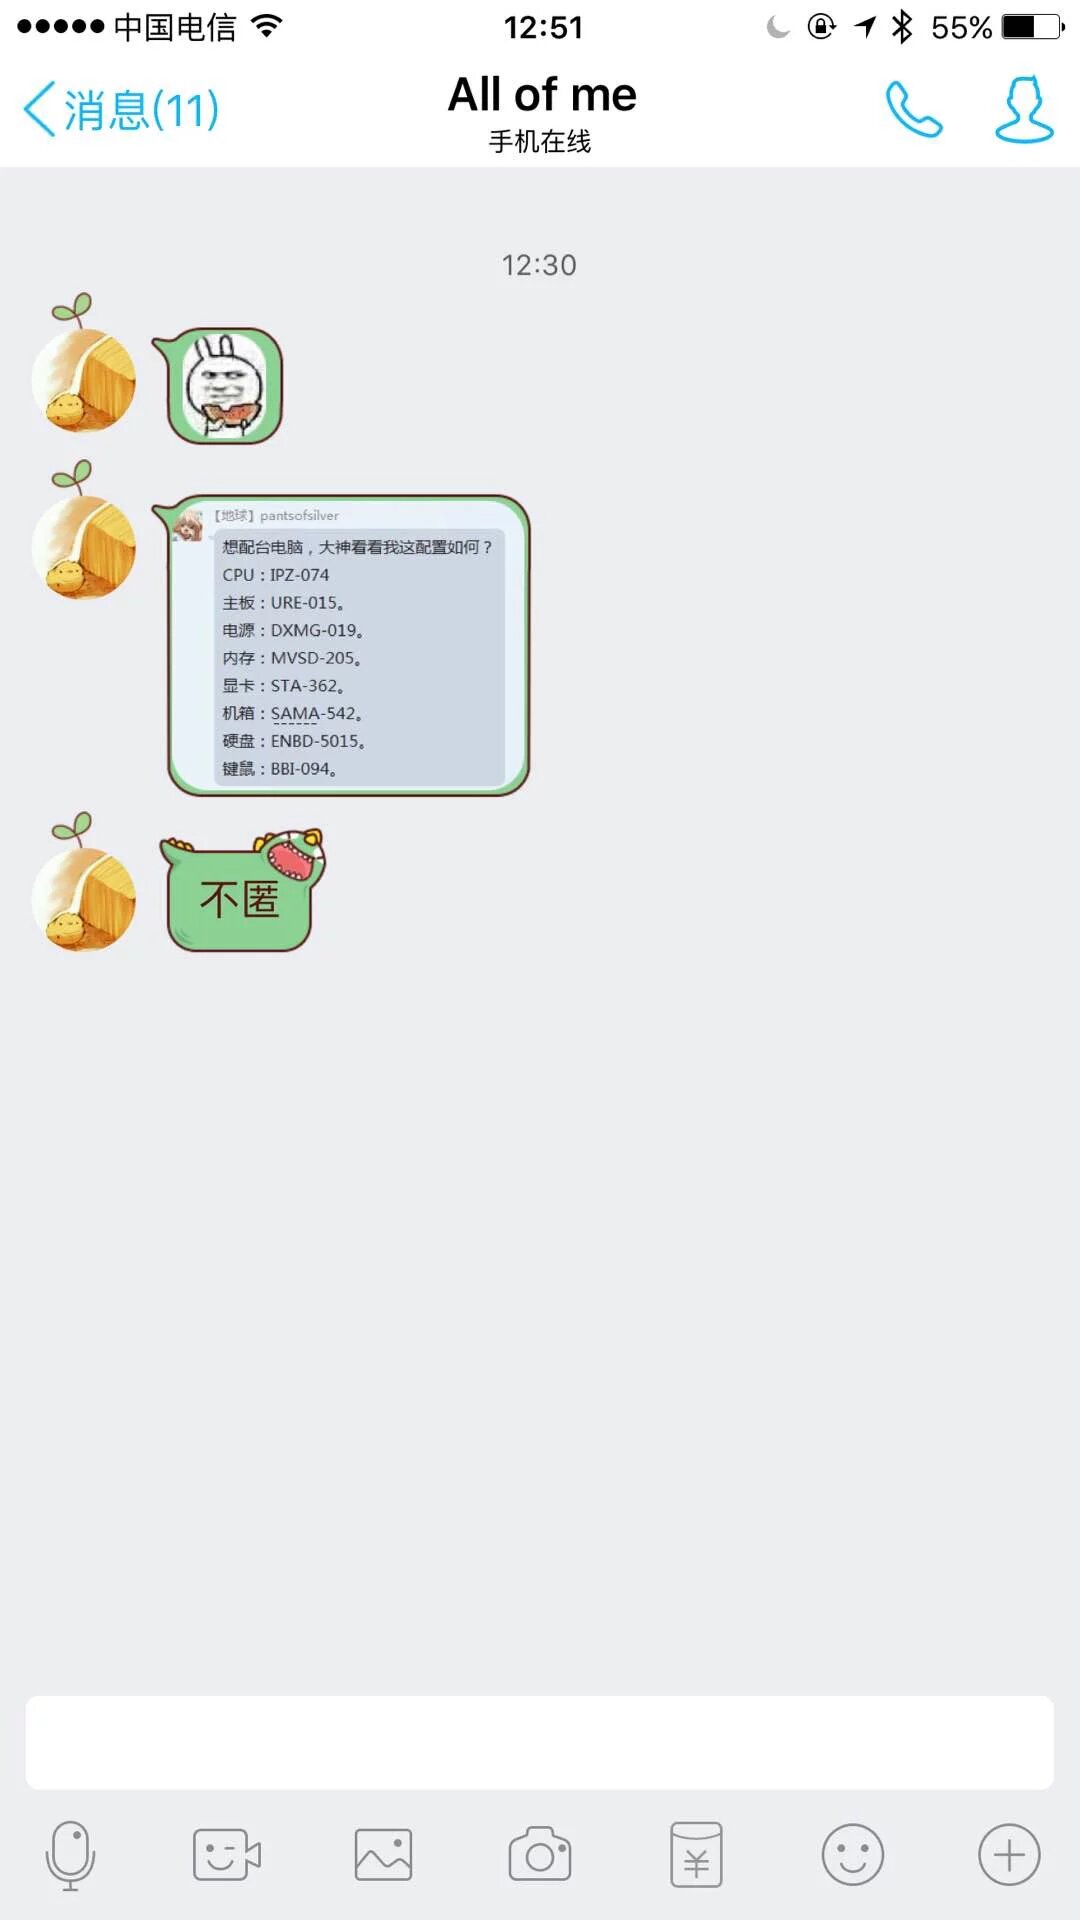 中国电信
12:51
55%
消息(11)
All of me
手机在线
12:30
【地球】pantsofsilver
想配台电脑，大神看看我这配置如何？
CPU：IPZ-074
主板：URE-015。
电源：DXMG-019。
内存：MVSD-205。
显卡：STA-362。
机箱：SAMA-542。
硬盘：ENBD-5015。
键鼠：BBI-094。
不匿